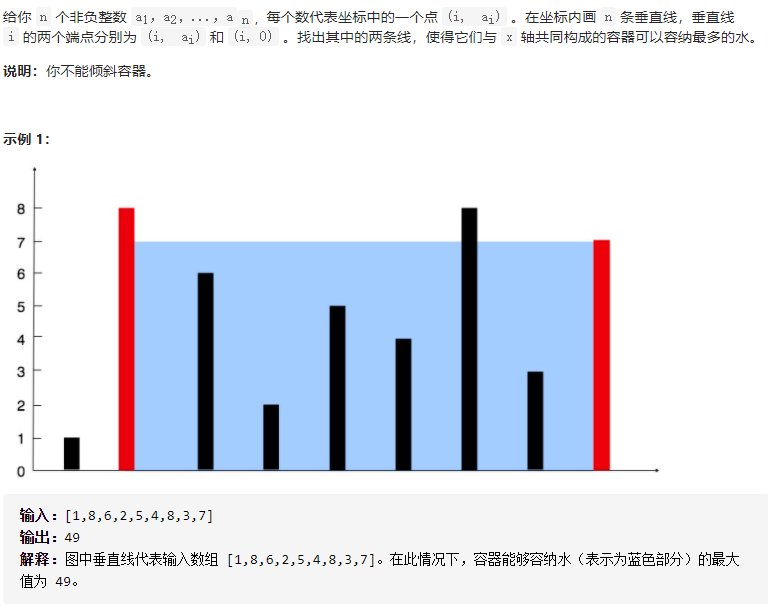 给你 n 个非负整数 a1，a2，...，a n，每个数代表坐标中的一个点 (i, ai) 。在坐标内画 n 条垂直线，垂直线
i 的两个端点分别为 (i, ai) 和 (i, 0) 。找出其中的两条线，使得它们与 x 轴共同构成的容器可以容纳最多的水。
说明：你不能倾斜容器。
示例 1：
8
7
6
5
4
3
2
1
0
输入：[1,8,6,2,5,4,8,3,7]
输出：49
解释：图中垂直线代表输入数组 [1,8,6,2,5,4,8,3,7]。在此情况下，容器能够容纳水（表示为蓝色部分）的最大
值为 49。